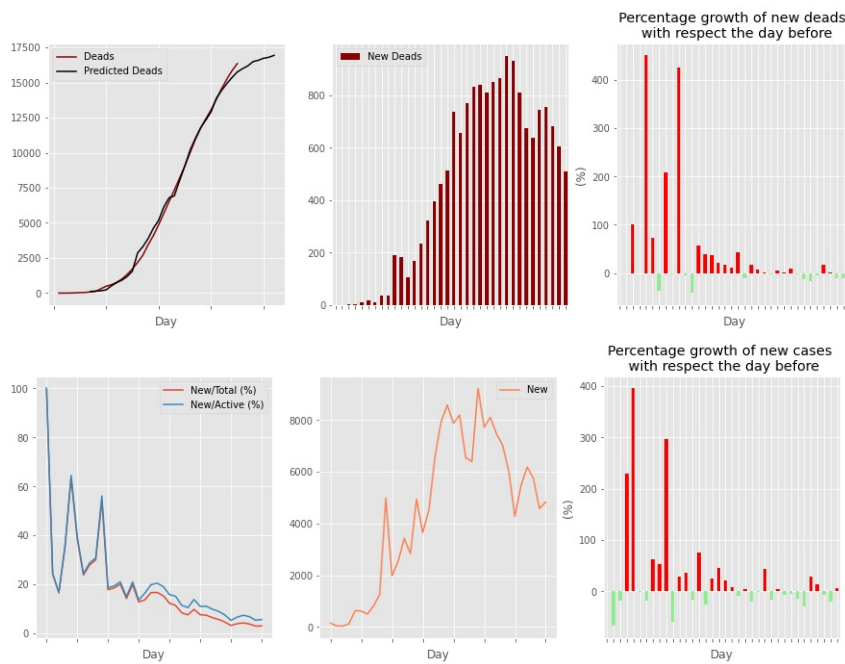 Percentage growth of new deads
with respect the day before
Deads
Predicted Deads
17500
15000
12500
10000
7500
5000
2500
0
Day
New Deads
800
600
400
200
0
Day
400
300
200
100
0
(%)
Day
New/Total (%)
New/Active (%)
100
80
60
40
20
0
Day
New
8000
6000
4000
2000
0
Day
Percentage growth of new cases
with respect the day before
400
300
200
100
0
(%)
Day